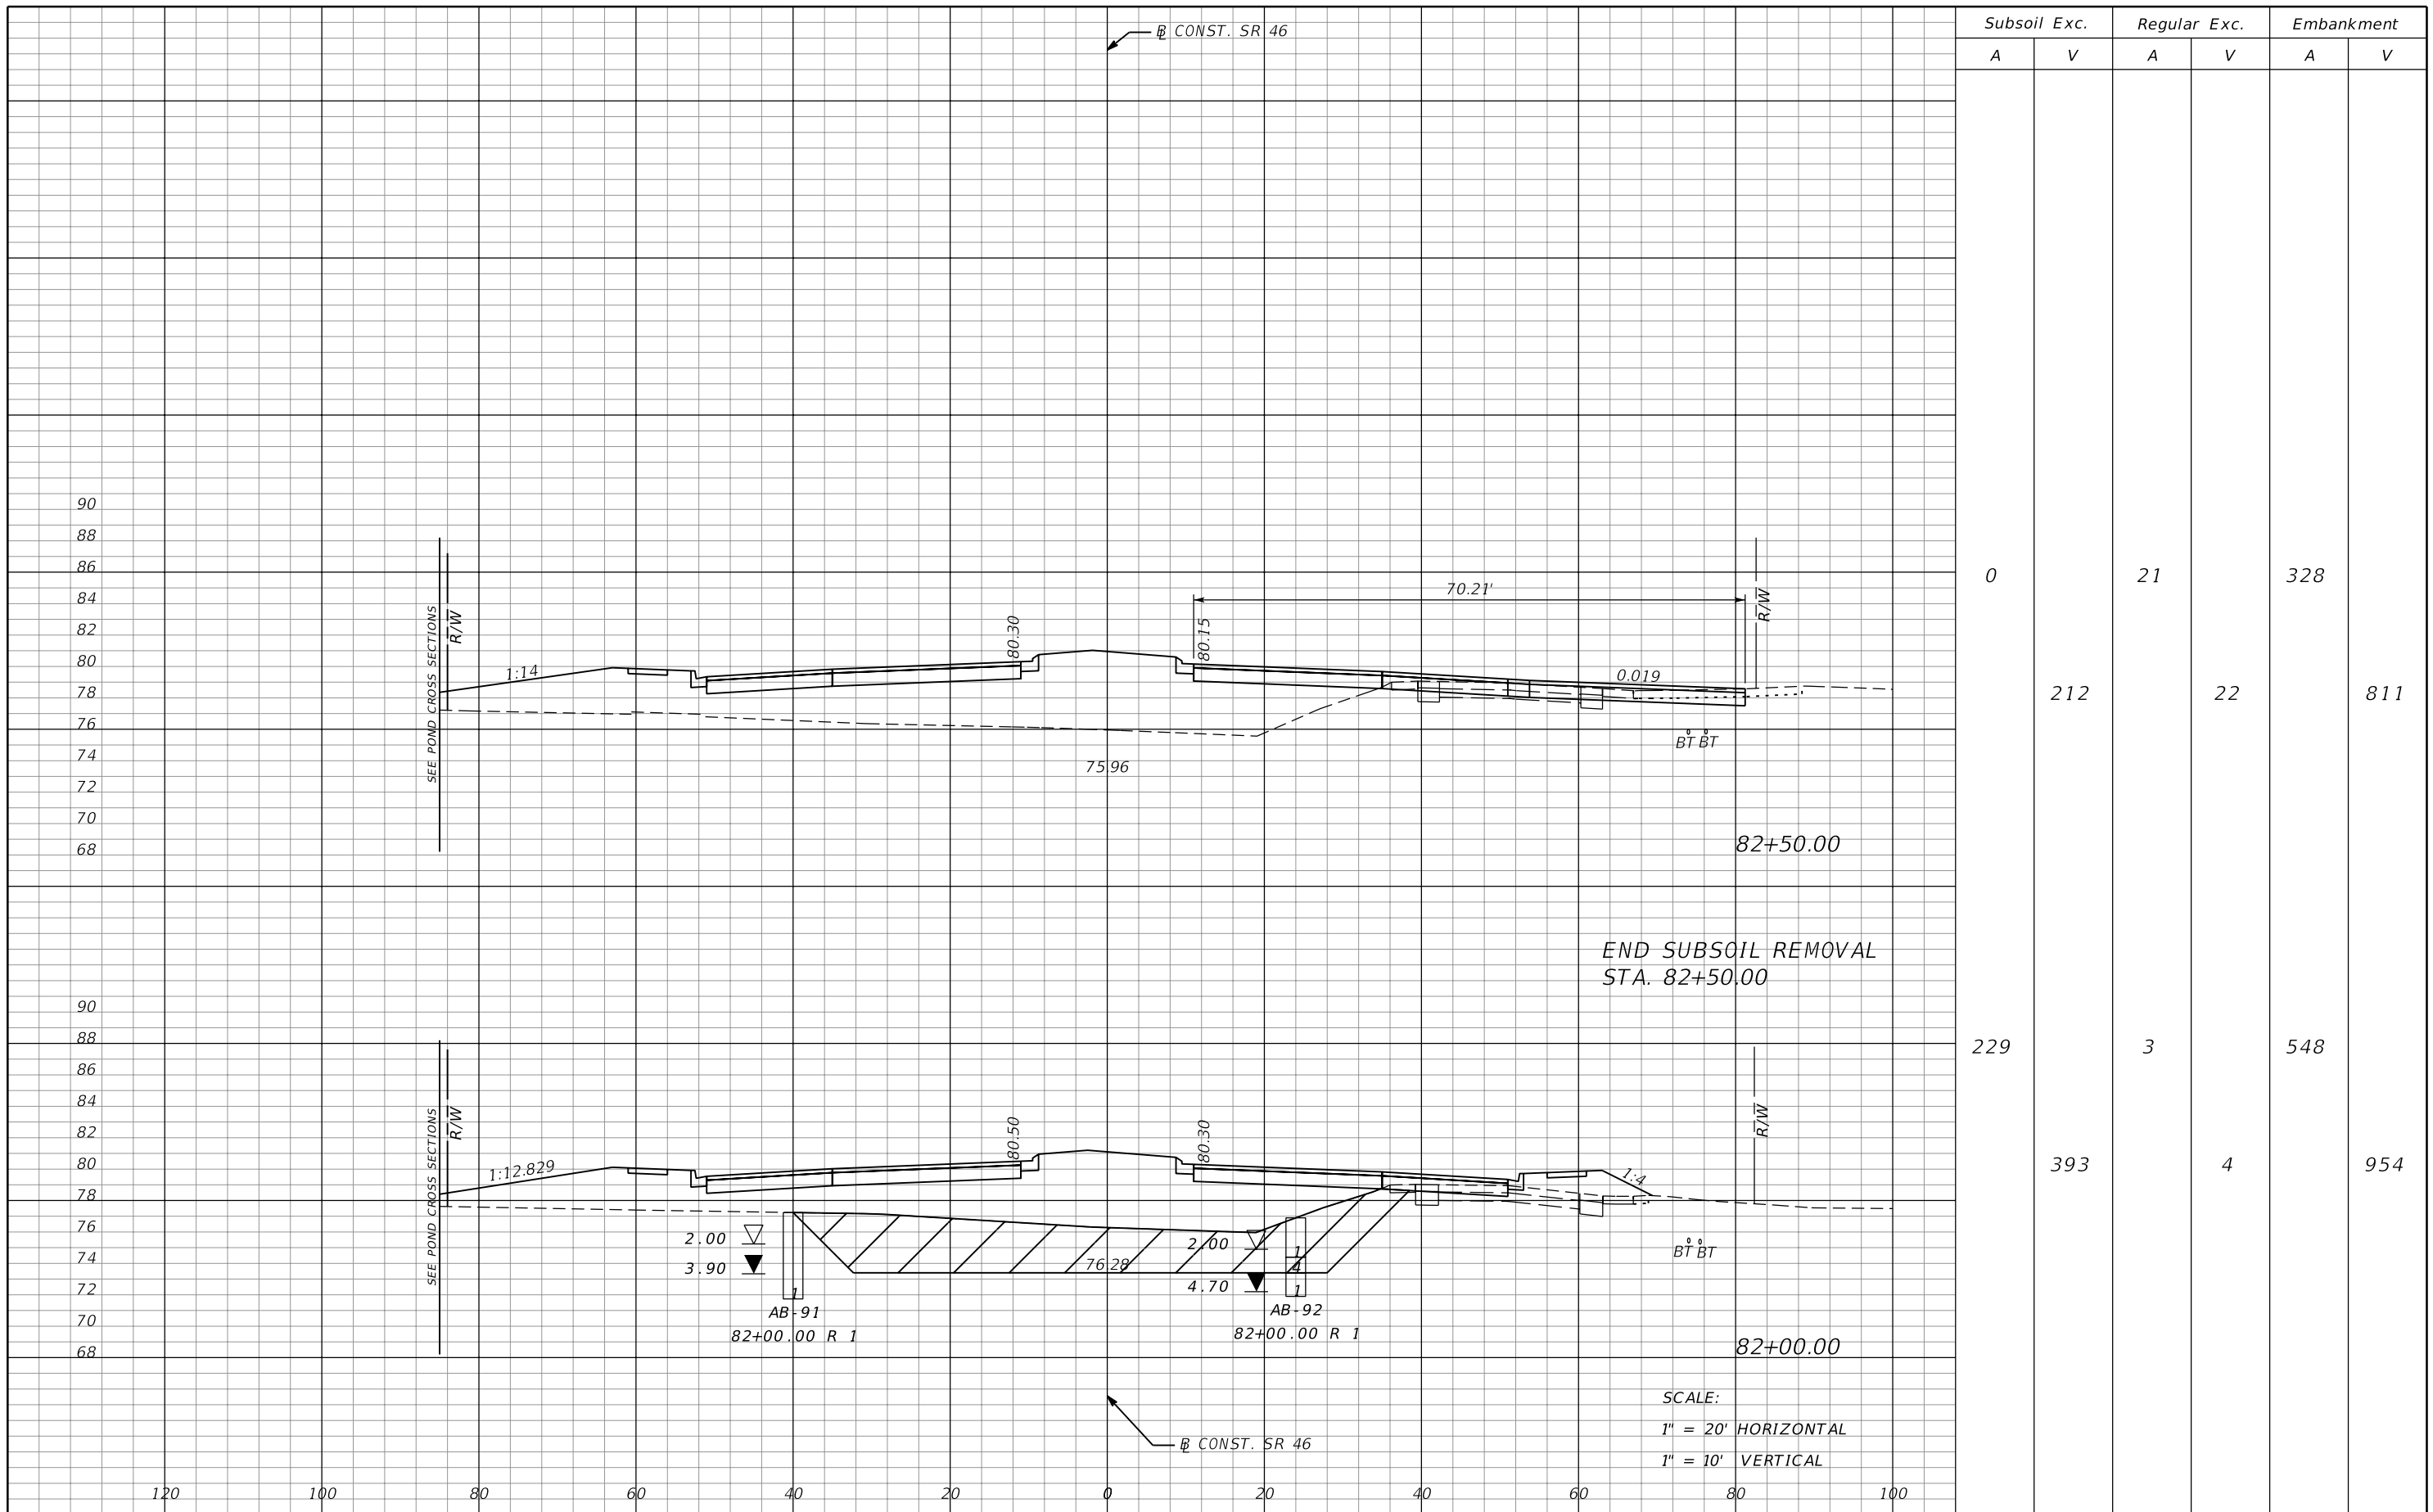 ℄ CONST. SR 46
Subsoil Exc.
Regular Exc.
Embankment
A
V
A
V
A
V
90
88
86
84
82
80
78
76
74
72
70
68
SEE POND CROSS SECTIONS
R/W
1:14
80.30
80.15
70.21'
0.019
R/W
BT BT
75.96
82+50.00
0
21
328
212
22
811
END SUBSOIL REMOVAL
STA. 82+50.00
90
88
86
84
82
80
78
76
74
72
70
68
SEE POND CROSS SECTIONS
R/W
1:12.829
80.50
80.30
1:4
R/W
BT BT
2.00
3.90
1
AB-91
82+00.00 R 1
76.28
2.00
4.70
1
4
1
AB-92
82+00.00 R 1
82+00.00
229
3
548
393
4
954
℄ CONST. SR 46
SCALE:
1" = 20' HORIZONTAL
1" = 10' VERTICAL
120
100
80
60
40
20
0
20
40
60
80
100